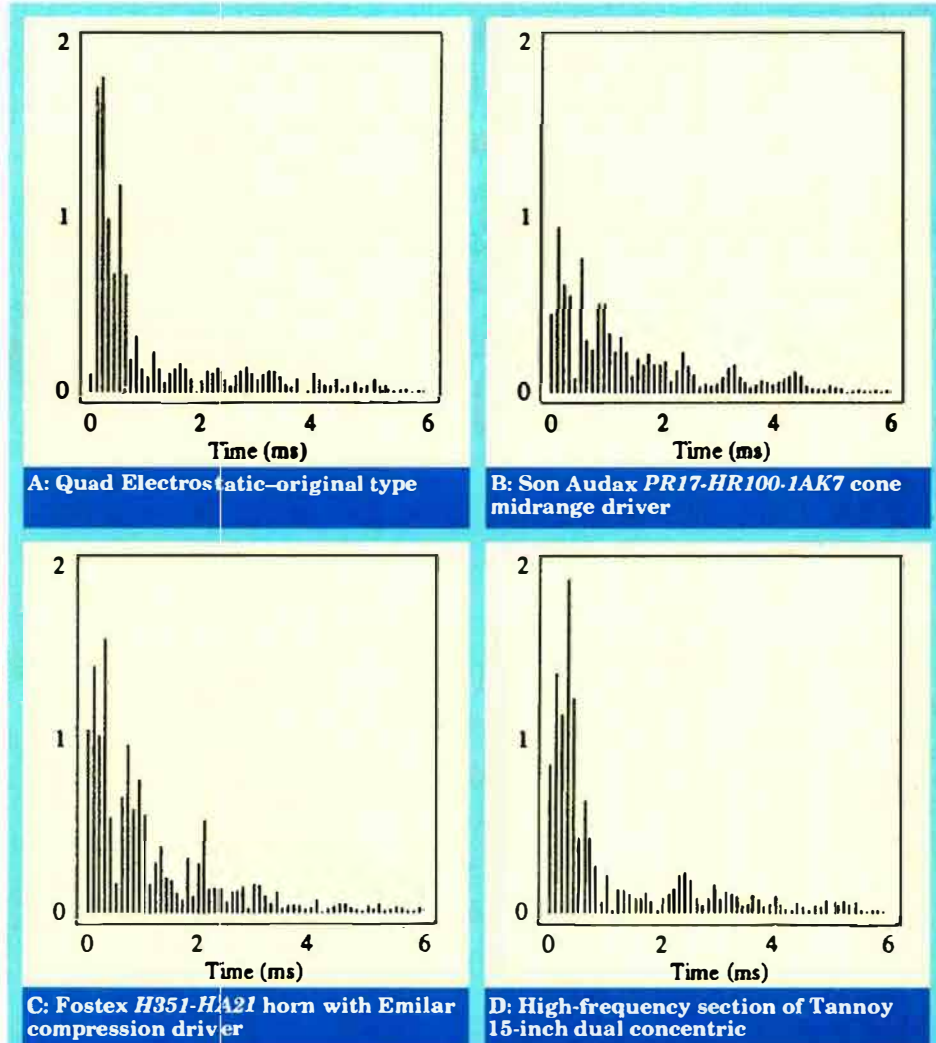 2
1
0
0 2 4 6
Time (ms)
A: Quad Electrostatic–original type
2
1
0
0 2 4 6
Time (ms)
B: Son Audax PR17-HR100-1AK7 cone
midrange driver
2
1
0
0 2 4 6
Time (ms)
C: Fostex H351-HA21 horn with Emilar
compression driver
2
1
0
0 2 4 6
Time (ms)
D: High-frequency section of Tannoy
15-inch dual concentric